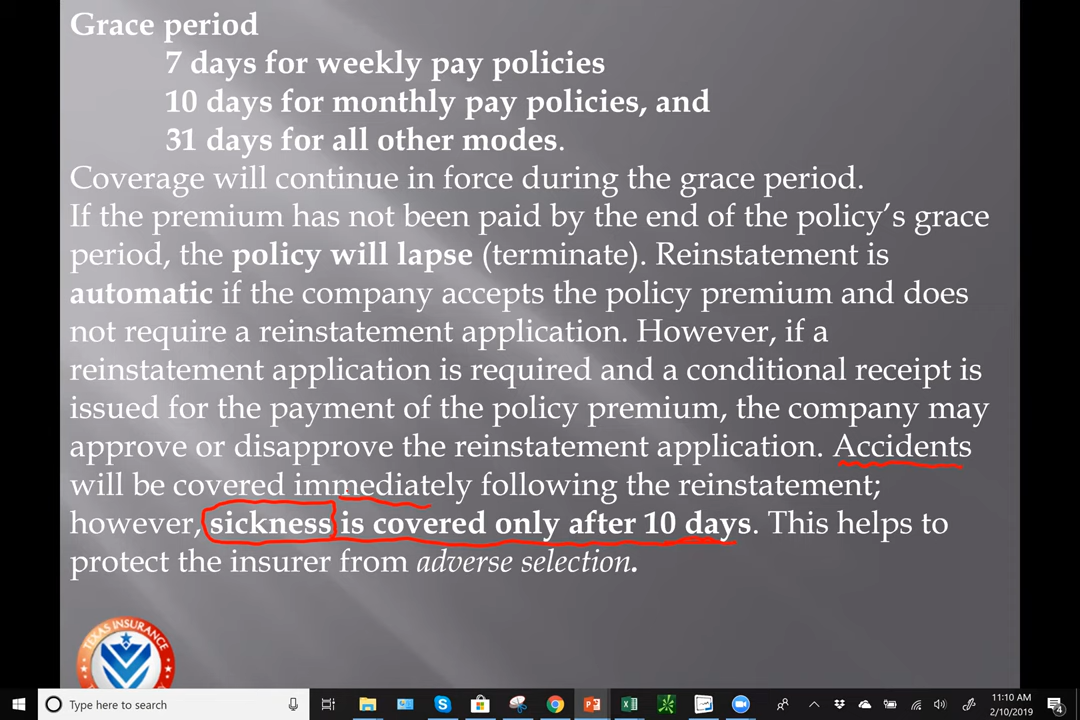 Grace period
7 days for weekly pay policies
10 days for monthly pay policies, and
31 days for all other modes.
Coverage will continue in force during the grace period.
If the premium has not been paid by the end of the policy’s grace
period, the policy will lapse (terminate). Reinstatement is
automatic if the company accepts the policy premium and does
not require a reinstatement application. However, if a
reinstatement application is required and a conditional receipt is
issued for the payment of the policy premium, the company may
approve or disapprove the reinstatement application. Accidents
will be covered immediately following the reinstatement;
however, sickness is covered only after 10 days. This helps to
protect the insurer from adverse selection.
TEXAS INSURANCE
Type here to search
11:10 AM
2/10/2019
4